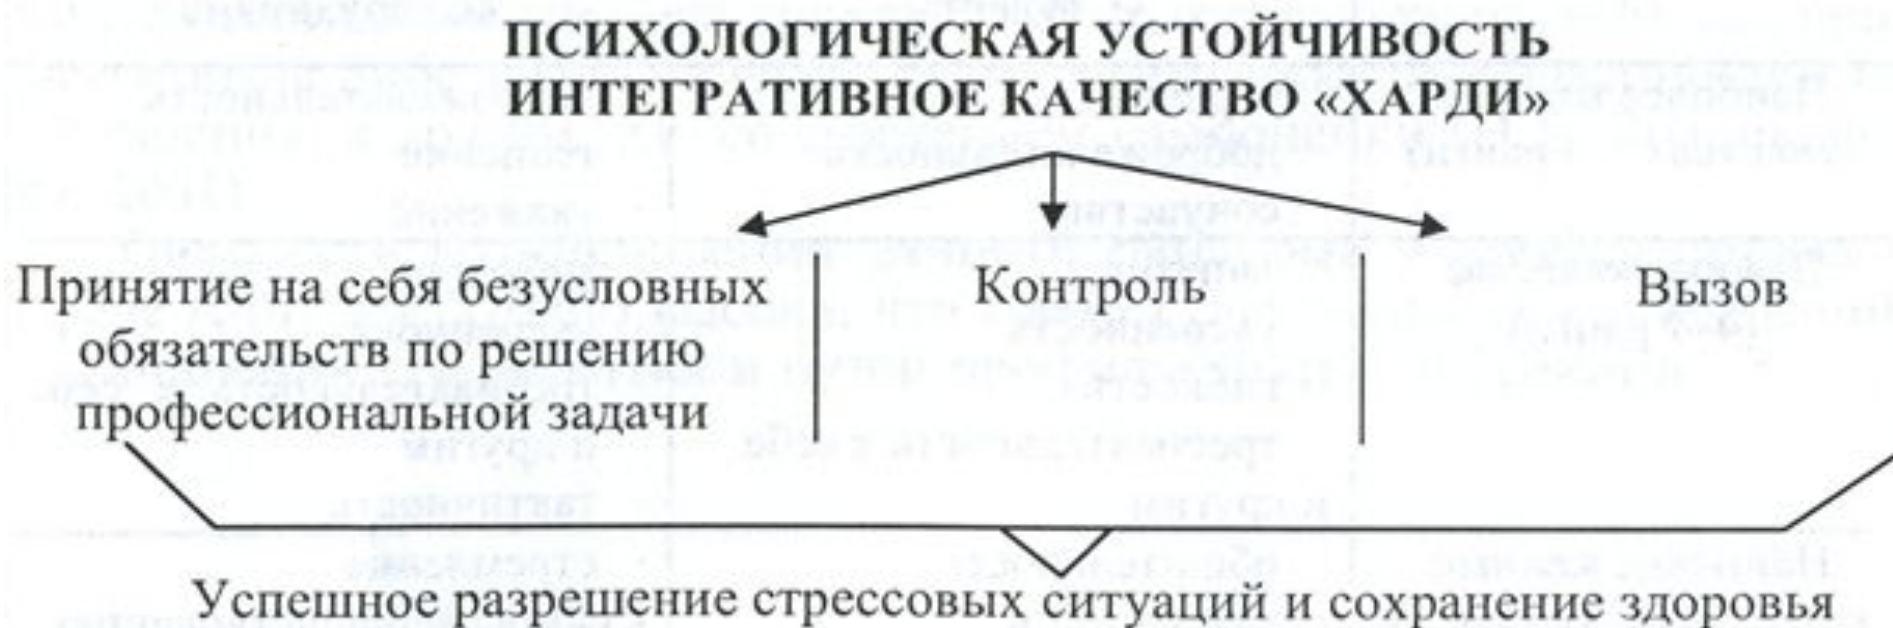 ПСИХОЛОГИЧЕСКАЯ УСТОЙЧИВОСТЬ
ИНТЕГРАТИВНОЕ КАЧЕСТВО «ХАРДИ»
Принятие на себя безусловных
обязательств по решению
профессиональной задачи
Контроль
Вызов
Успешное разрешение стрессовых ситуаций и сохранение здоровья